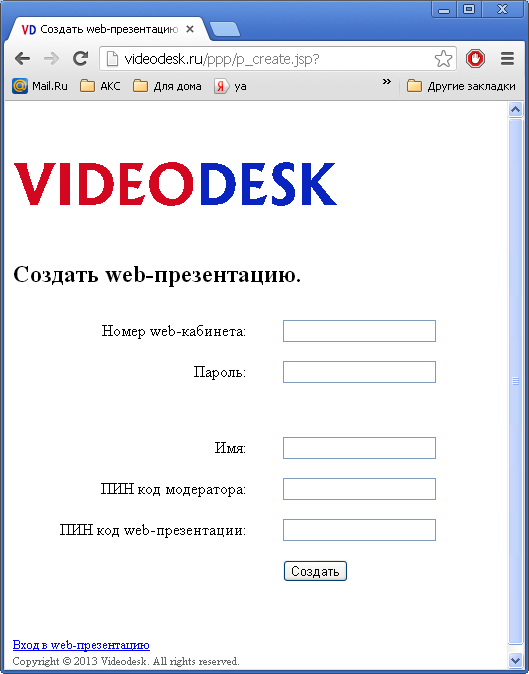 VD Создать web-презентацию
videodesk.ru/ppp/p_create.jsp?
@ Mail.Ru АКС Для дома Я ya » Другие закладки
VIDEODESK
Создать web-презентацию.
Номер web-кабинета:
Пароль:
Имя:
ПИН код модератора:
ПИН код web-презентации:
Создать
Вход в web-презентацию
Copyright © 2013 Videodesk. All rights reserved.